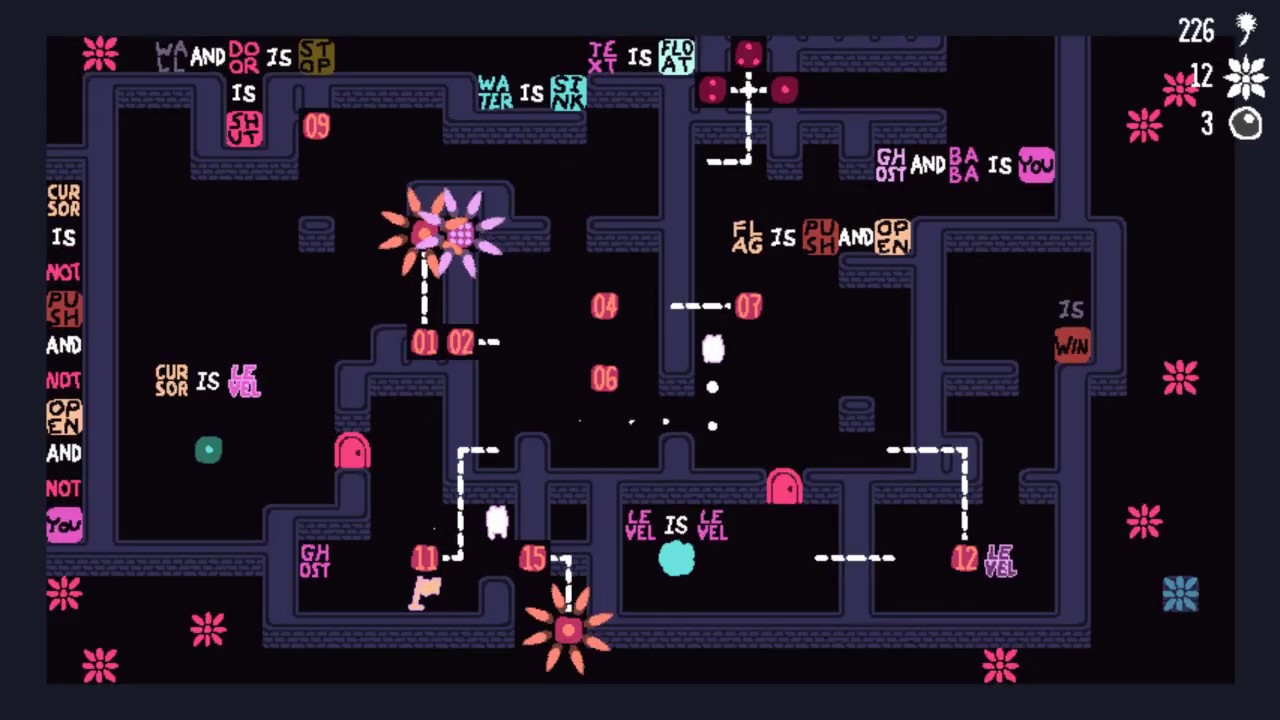 226
12
3
WALL AND DOOR IS STOP
IS
SHUT
TEXT IS FLOAT
WATER IS SINK
09
GHOST AND BABA IS YOU
CURSOR
IS
NOT
PUSH
AND
NOT
OPEN
AND
NOT
YOU
FLAG IS PUSH AND OPEN
04
07
IS
WIN
01 02
06
CURSOR IS LEVEL
LEVEL IS LEVEL
GHOST
11
15
12
LEVEL